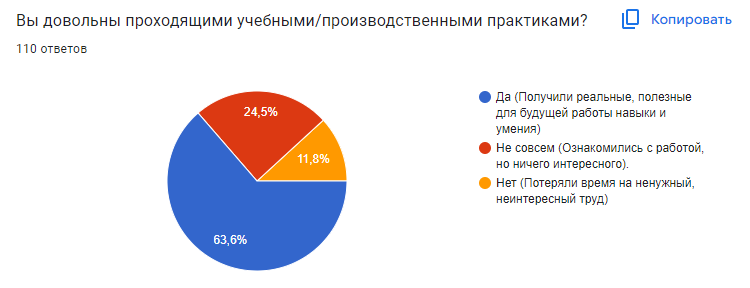 Вы довольны проходящими учебными/производственными практиками?
Копировать
110 ответов
24,5%
11,8%
63,6%
Да (Получили реальные, полезные
для будущей работы навыки и
умения)
Не совсем (Ознакомились с работой,
но ничего интересного).
Нет (Потеряли время на ненужный,
неинтересный труд)